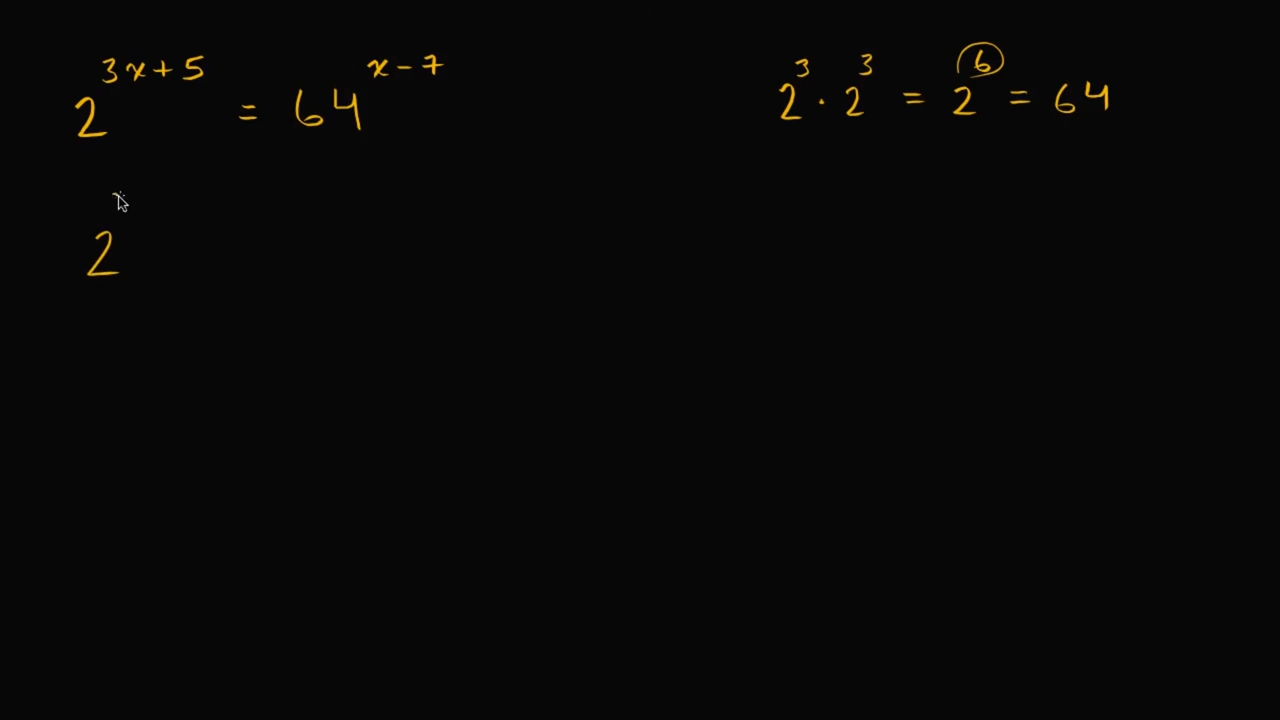 2^{3x+5} = 64^{x-7}
2^3 · 2^3 = 2^6 = 64
2